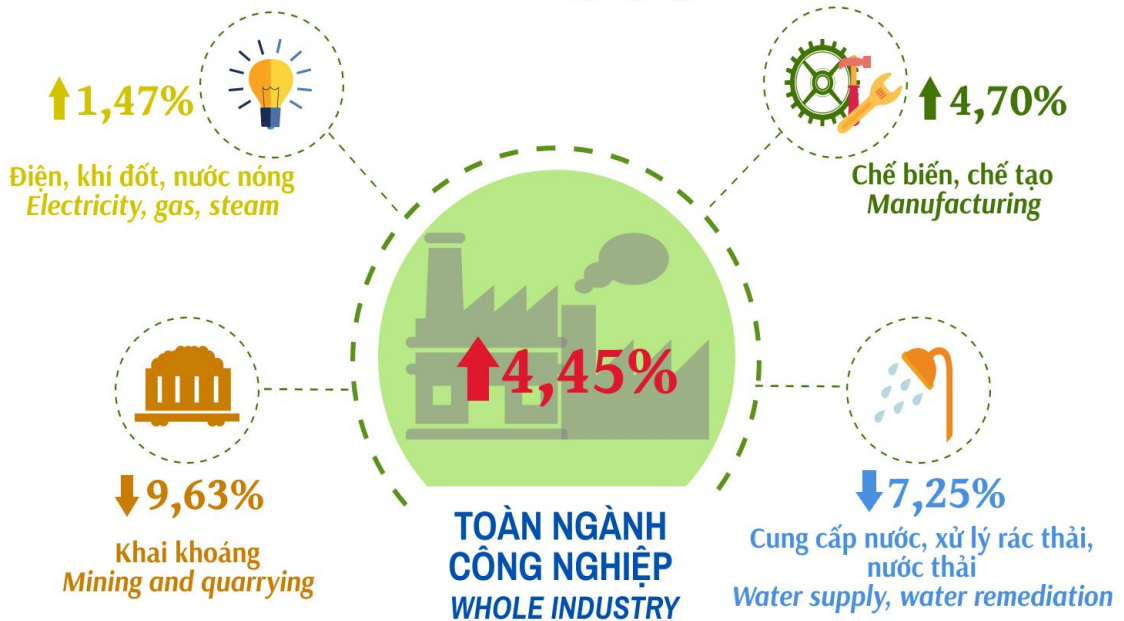 1,47%
Điện, khí đốt, nước nóng
Electricity, gas, steam
4,70%
Chế biến, chế tạo
Manufacturing
4,45%
TOÀN NGÀNH
CÔNG NGHIỆP
WHOLE INDUSTRY
9,63%
Khai khoáng
Mining and quarrying
7,25%
Cung cấp nước, xử lý rác thải,
nước thải
Water supply, water remediation